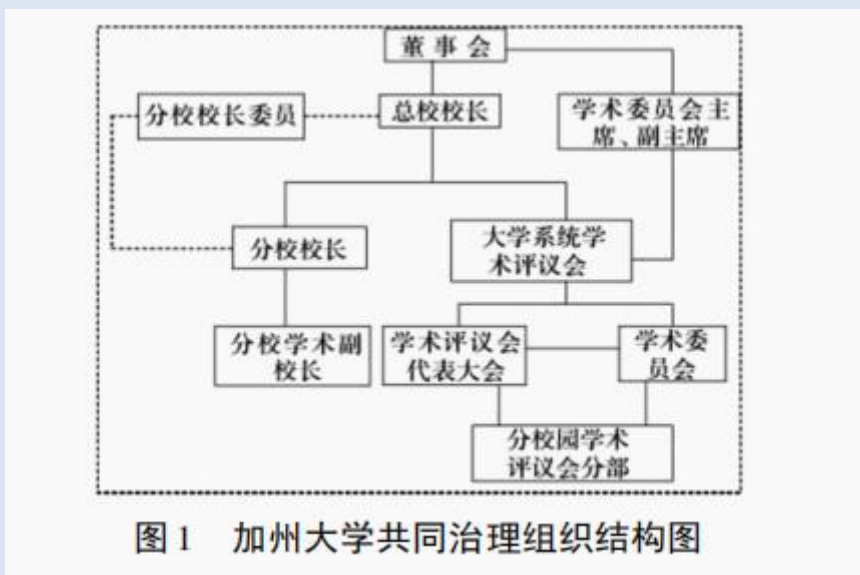 董事会
分校校长委员
总校校长
学术委员会主
席、副主席
分校校长
大学系统学
术评议会
分校学术副
校长
学术评议会
代表大会
学术委
员会
分校园学术
评议会分部
图1 加州大学共同治理组织结构图